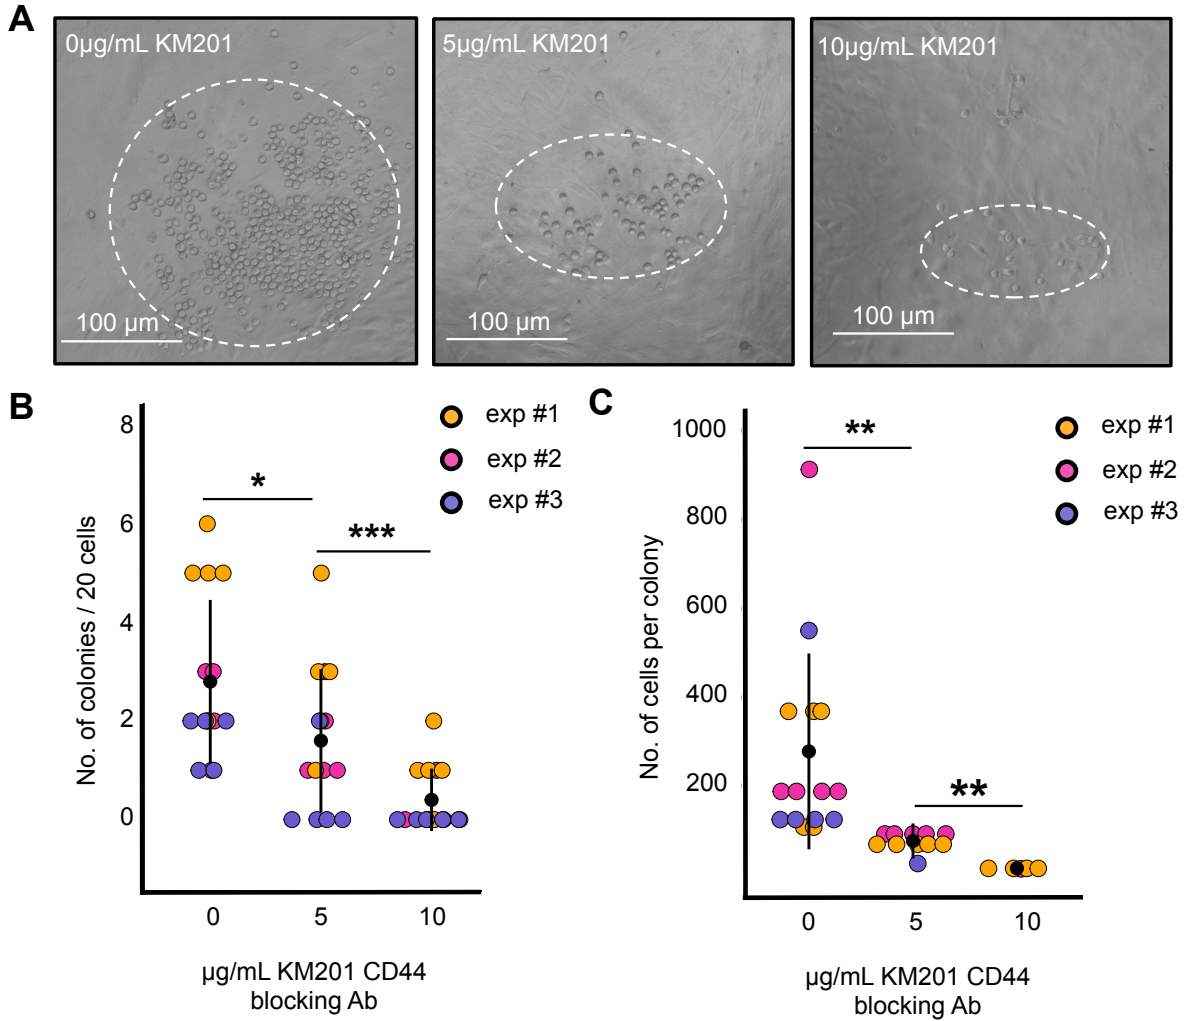 A
0µg/mL KM201
5µg/mL KM201
10µg/mL KM201
100 µm
100 µm
100 µm
B
exp #1
exp #2
exp #3
8
6
4
2
0
No. of colonies / 20 cells
*
***
0
5
10
µg/mL KM201 CD44
blocking Ab
C
exp #1
exp #2
exp #3
1000
800
600
400
200
No. of cells per colony
**
**
0
5
10
µg/mL KM201 CD44
blocking Ab